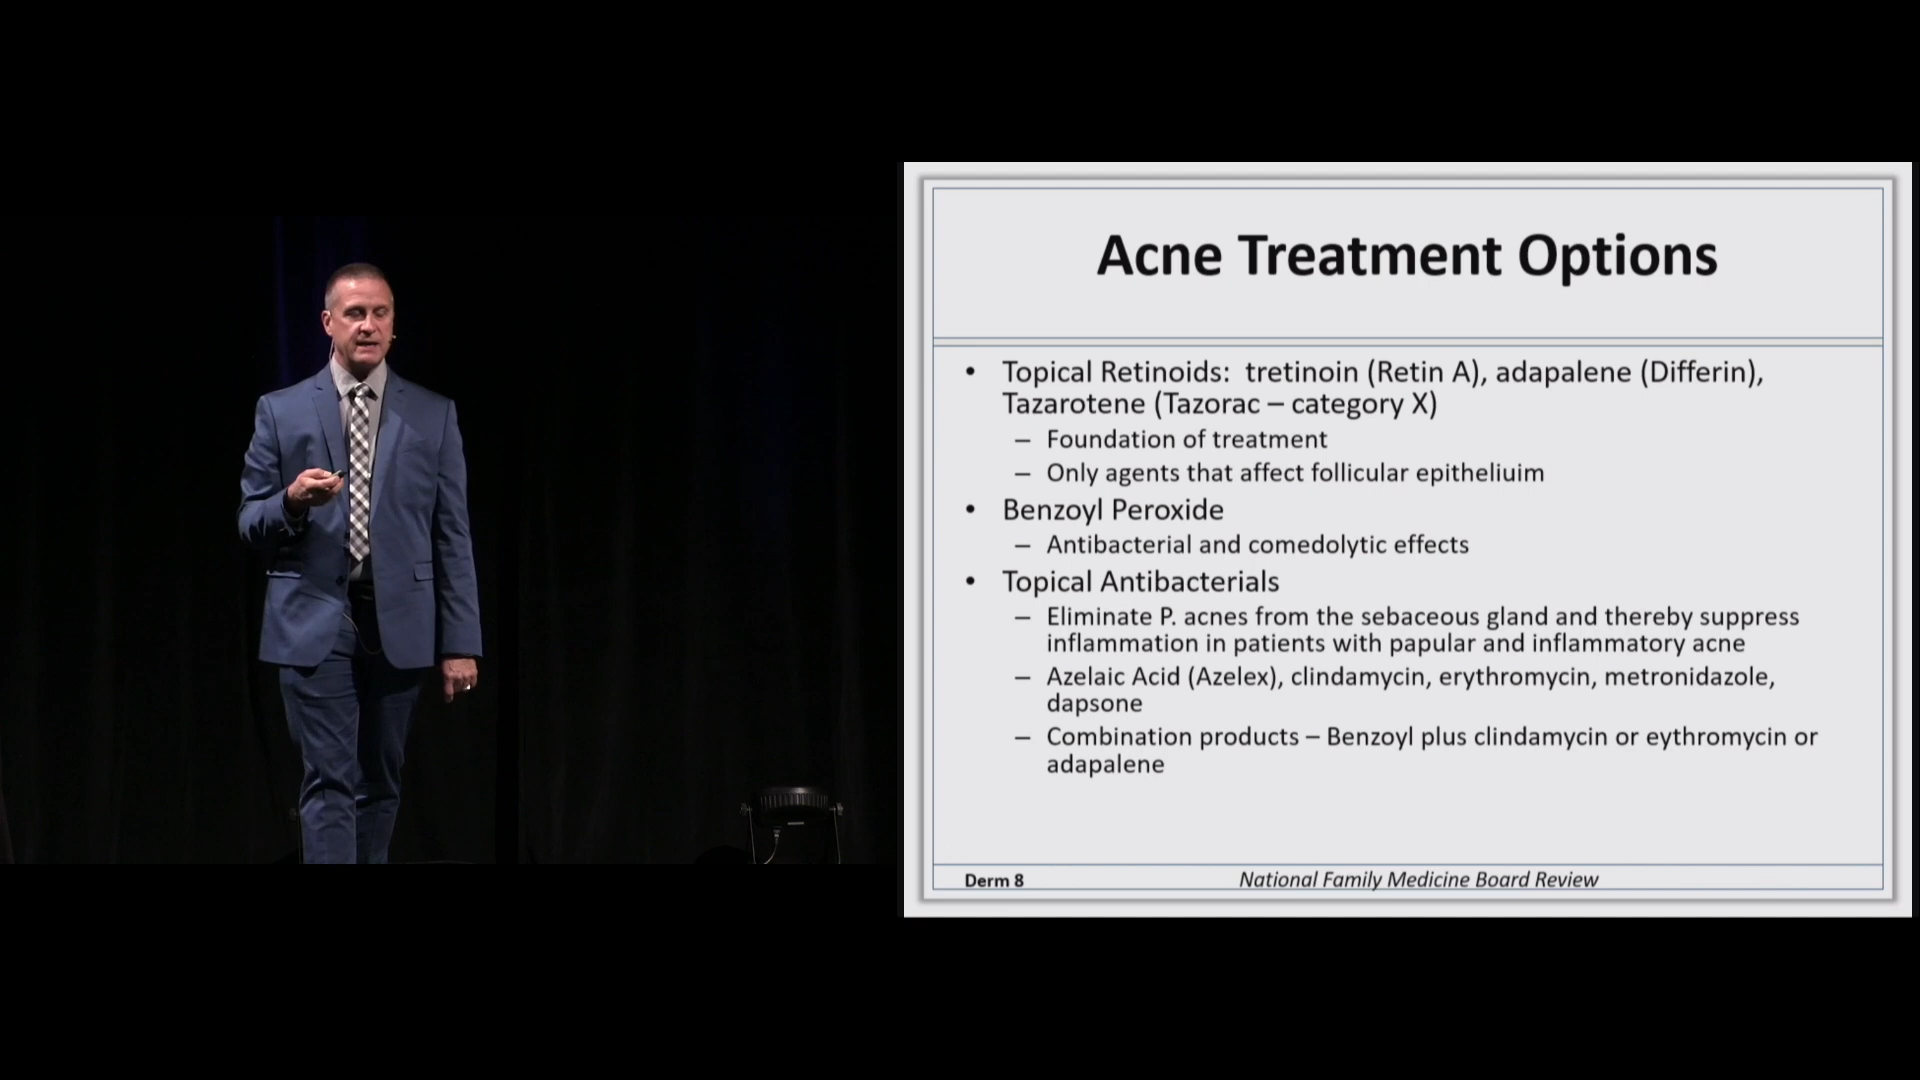 Acne Treatment Options
• Topical Retinoids: tretinoin (Retin A), adapalene (Differin),
Tazarotene (Tazorac – category X)
– Foundation of treatment
– Only agents that affect follicular epitheliuim
• Benzoyl Peroxide
– Antibacterial and comedolytic effects
• Topical Antibacterials
– Eliminate P. acnes from the sebaceous gland and thereby suppress
inflammation in patients with papular and inflammatory acne
– Azelaic Acid (Azelex), clindamycin, erythromycin, metronidazole,
dapsone
– Combination products – Benzoyl plus clindamycin or eythromycin or
adapalene
Derm 8
National Family Medicine Board Review